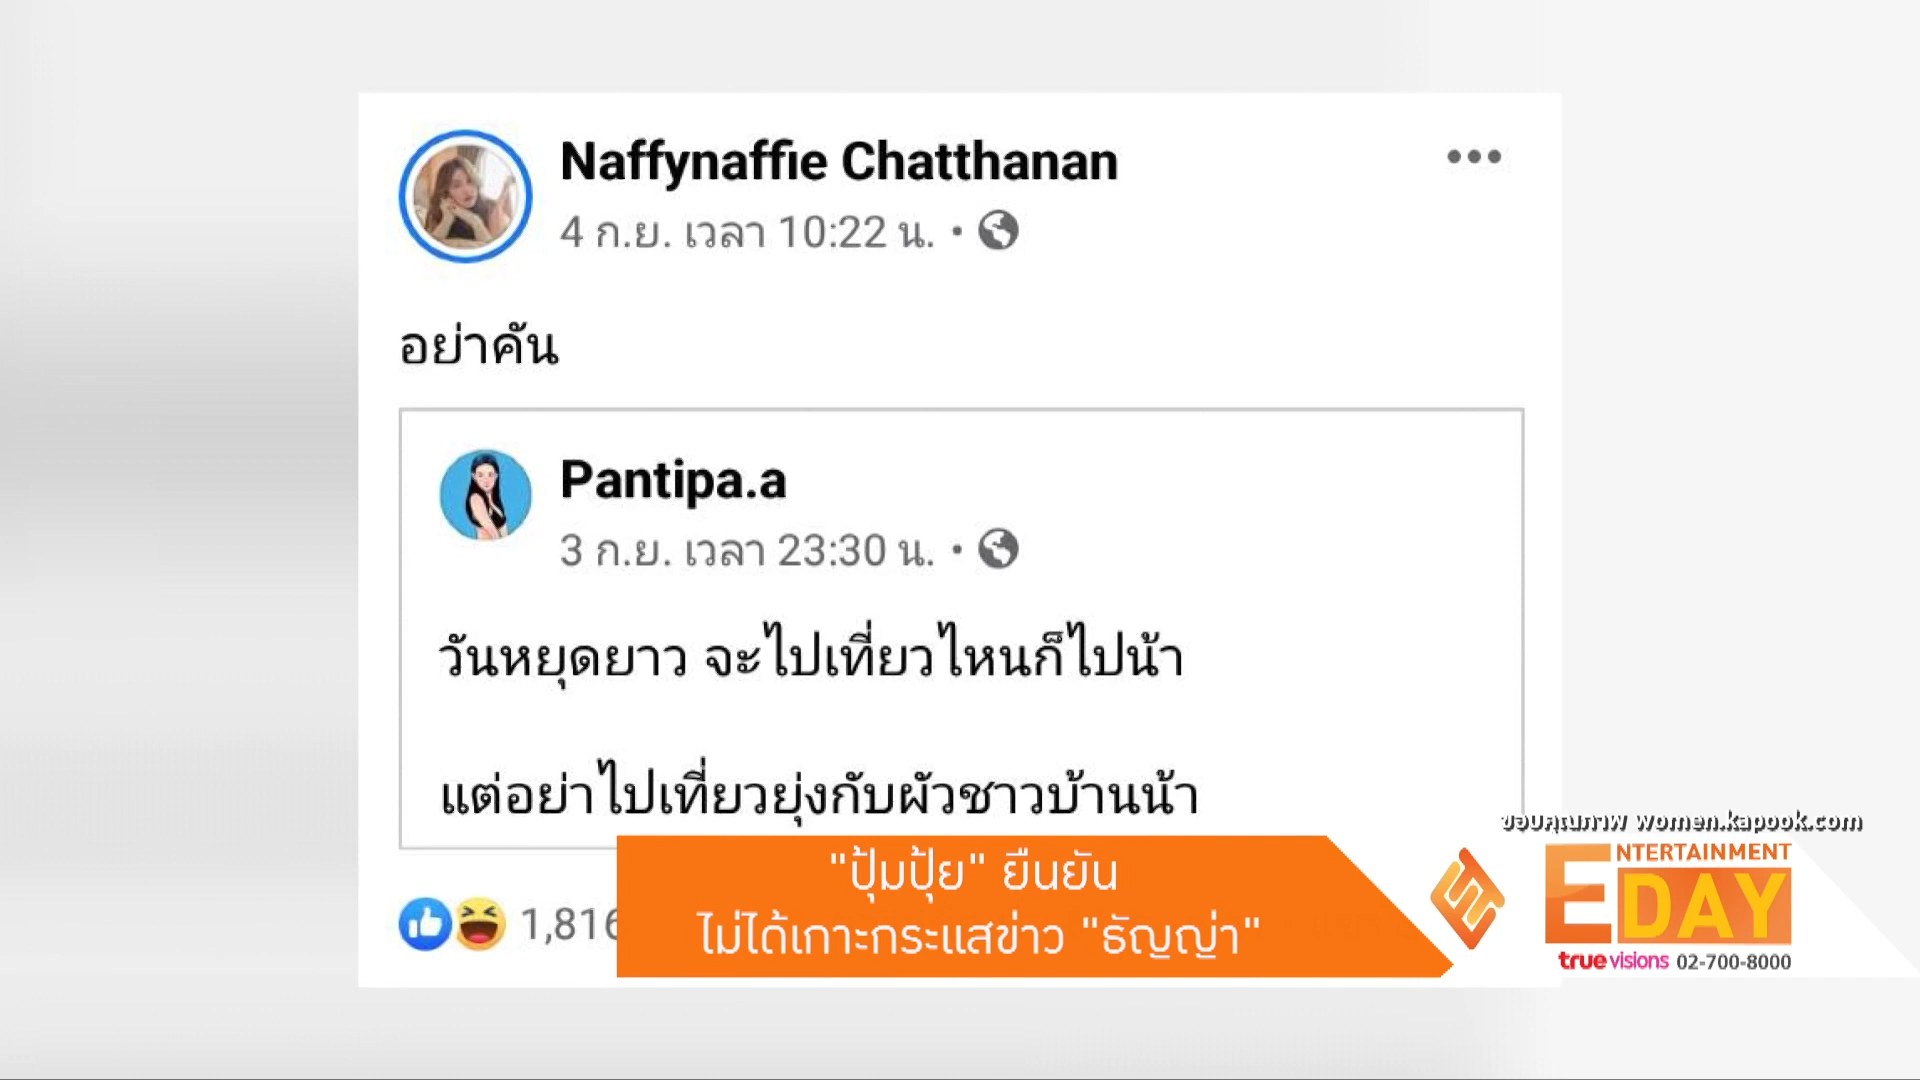 Naffynaffie Chatthanan
4 ก.ย. เวลา 10:22 น.
อย่าคัน
Pantipa.a
3 ก.ย. เวลา 23:30 น.
วันหยุดยาว จะไปเที่ยวไหนก็ไปน้า
แต่อย่าไปเที่ยวยุ่งกับผัวชาวบ้านน้า
ขอบคุณภาพ women.kapook.com
"ปุ้มปุ้ย" ยืนยัน
ไม่ได้เกาะกระแสข่าว "ธัญญ่า"
1,816
ENTERTAINMENT
EDAY
truevisions 02-700-8000